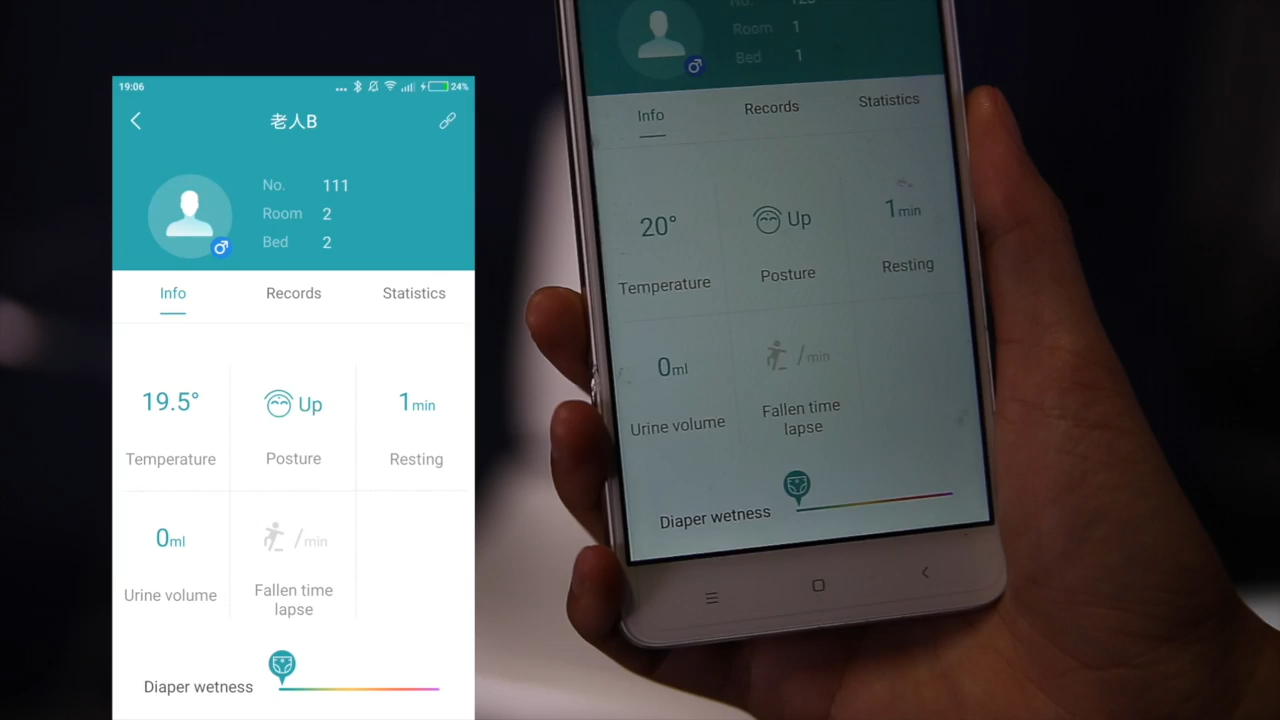 19:06 ... 24%
老人B
No. 111
Room 2
Bed 2
Info Records Statistics
19.5° Up 1 min
Temperature Posture Resting
0ml /min
Urine volume Fallen time
lapse
Diaper wetness
Room 1
Bed 1
Info Records Statistics
20° Up 1min
Temperature Posture Resting
0ml /min
Urine volume Fallen time
lapse
Diaper wetness